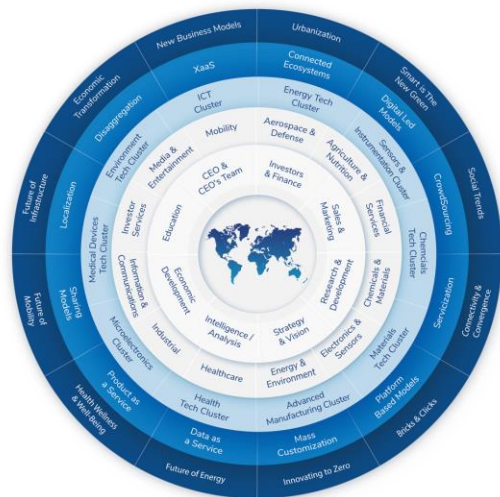 New Business Models
Urbanization
Smart is The
New Green
Social Trends
Connectivity &
Convergence
Bricks & Clicks
Innovating to Zero
Future of Energy
Health Wellness
& Well-Being
Future of
Mobility
Future of
Infrastructure
Economic
Transformation
XaaS
Connected
Ecosystems
Digital Led
Models
CrowdSourcing
Servicization
Platform
Based Models
Mass
Customization
Data as
a Service
Product as
a Service
Sharing
Models
Localization
Disaggregation
ICT
Cluster
Energy Tech
Cluster
Sensors &
Instrumentation Cluster
Chemcials
Tech Cluster
Materials
Tech Cluster
Advanced
Manufacturing Cluster
Health
Tech Cluster
Microelectronics
Cluster
Medical Devices
Tech Cluster
Environment
Tech Cluster
Mobility
Aerospace &
Defense
Agriculture &
Nutrition
Financial
Services
Chemicals &
Materials
Electronics &
Sensors
Energy &
Environment
Healthcare
Industrial
Information &
Communications
Investor
Services
Media &
Entertainment
CEO &
CEO's Team
Investors
& Finance
Sales &
Marketing
Research &
Development
Strategy
& Vision
Intelligence /
Analysis
Economic
Development
Education